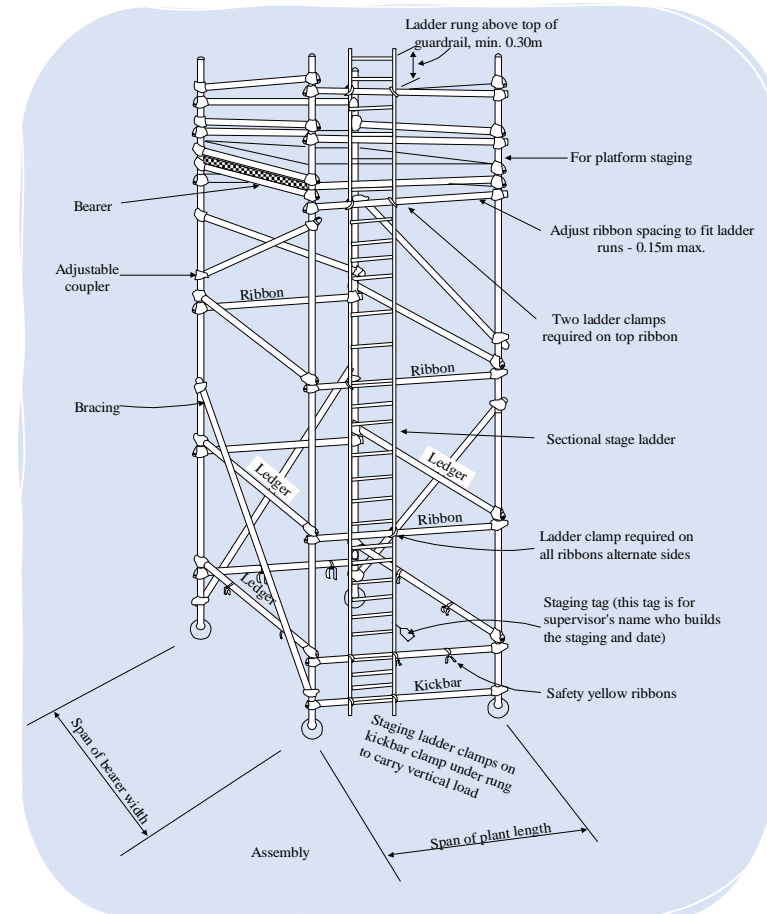 Ladder rung above top of
guardrail, min. 0.30m
For platform staging
Bearer
Adjust ribbon spacing to fit ladder
runs - 0.15m max.
Adjustable
coupler
Ribbon
Two ladder clamps
required on top ribbon
Ribbon
Bracing
Sectional stage ladder
Ledger
Ledger
Ribbon
Ladder clamp required on
all ribbons alternate sides
Ledger
Staging tag (this tag is for
supervisor's name who builds
the staging and date)
Kickbar
Safety yellow ribbons
Staging ladder clamps on
kickbar clamp under rung
to carry vertical load
Span of bearer width
Span of plant length
Assembly